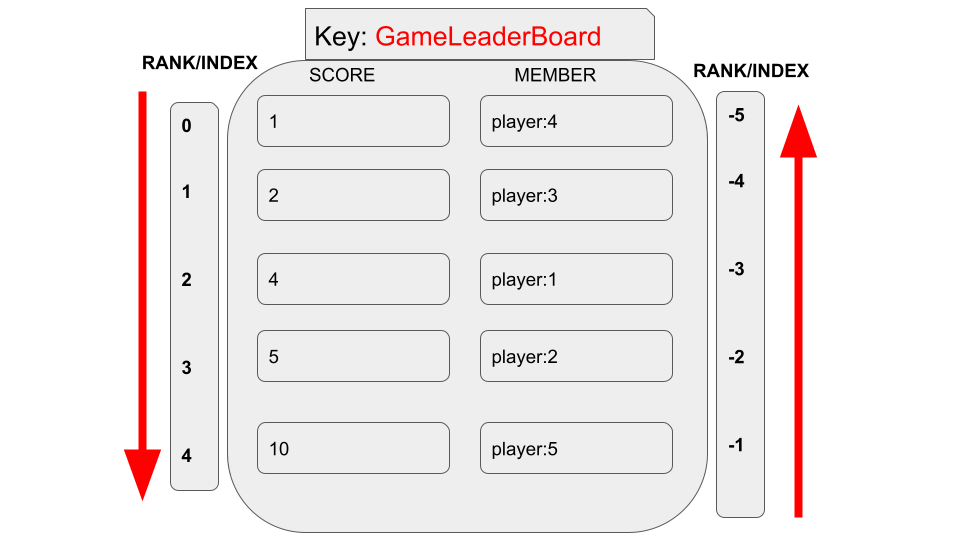 Key: GameLeaderBoard
RANK/INDEX
SCORE
MEMBER
RANK/INDEX
0
1
player:4
-5
1
2
player:3
-4
2
4
player:1
-3
3
5
player:2
-2
4
10
player:5
-1